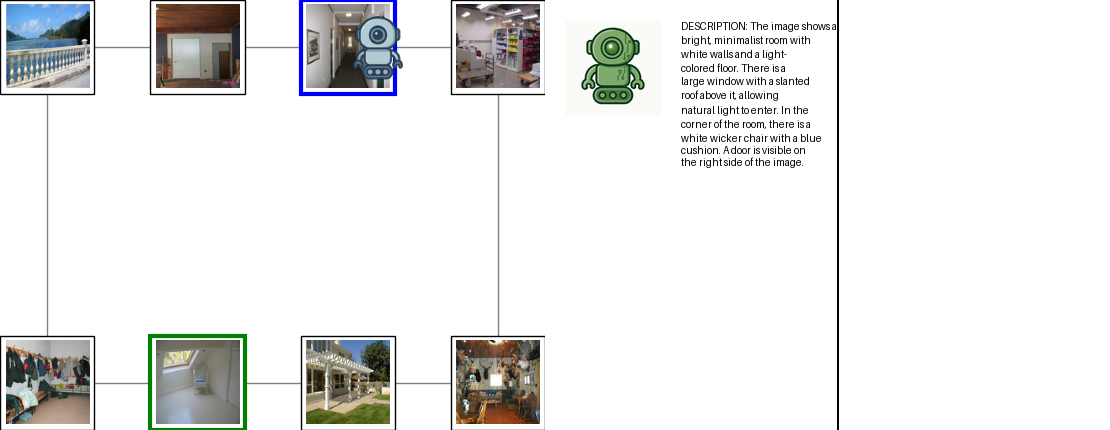 DESCRIPTION: The image shows a
bright, minimalist room with
white walls and a light-
colored floor. There is a
large window with a slanted
roof above it, allowing
natural light to enter. In the
corner of the room, there is a
white wicker chair with a blue
cushion. A door is visible on
the right side of the image.